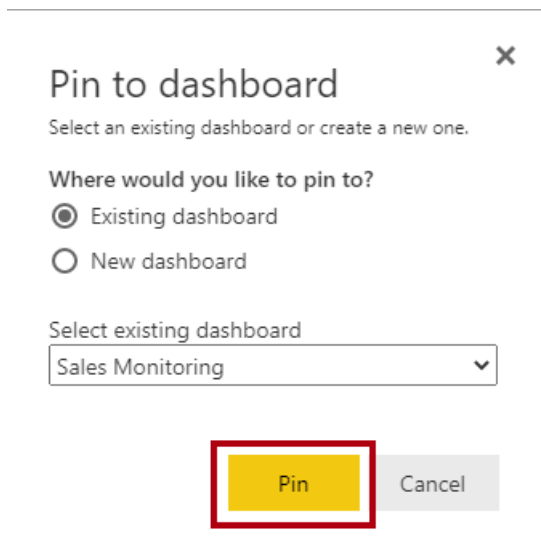 Pin to dashboard
Select an existing dashboard or create a new one.
Where would you like to pin to?
Existing dashboard
New dashboard
Select existing dashboard
Sales Monitoring
Pin Cancel